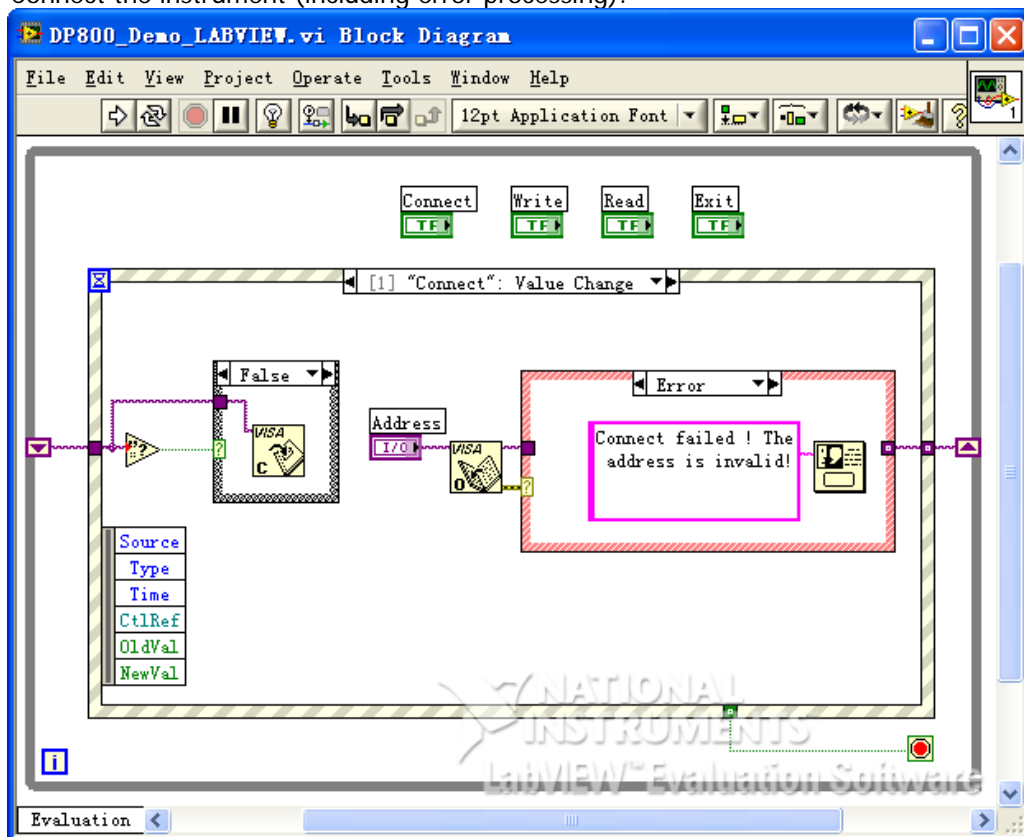 connect the instrument (including error processing):
DP800_Demo_LABVIEW.vi Block Diagram
File Edit View Project Operate Tools Window Help
12pt Application Font
1
Connect Write Read Exit
TF TF TF TF
[1] "Connect": Value Change
False
Error
Address
I/O
VISA
C
VISA
O
?
?
?
Connect failed ! The
address is invalid!
Source
Type
Time
CtlRef
OldVal
NewVal
NATIONAL
INSTRUMENTS
LabVIEW™ Evaluation Software
i
Evaluation